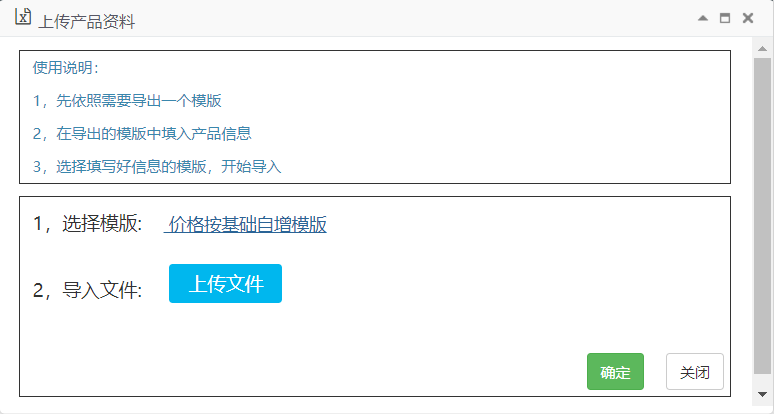 上传产品资料
使用说明：
1，先依照需要导出一个模版
2，在导出的模版中填入产品信息
3，选择填写好信息的模版，开始导入
1，选择模版： 价格按基础自增模版
2，导入文件： 上传文件
确定 关闭